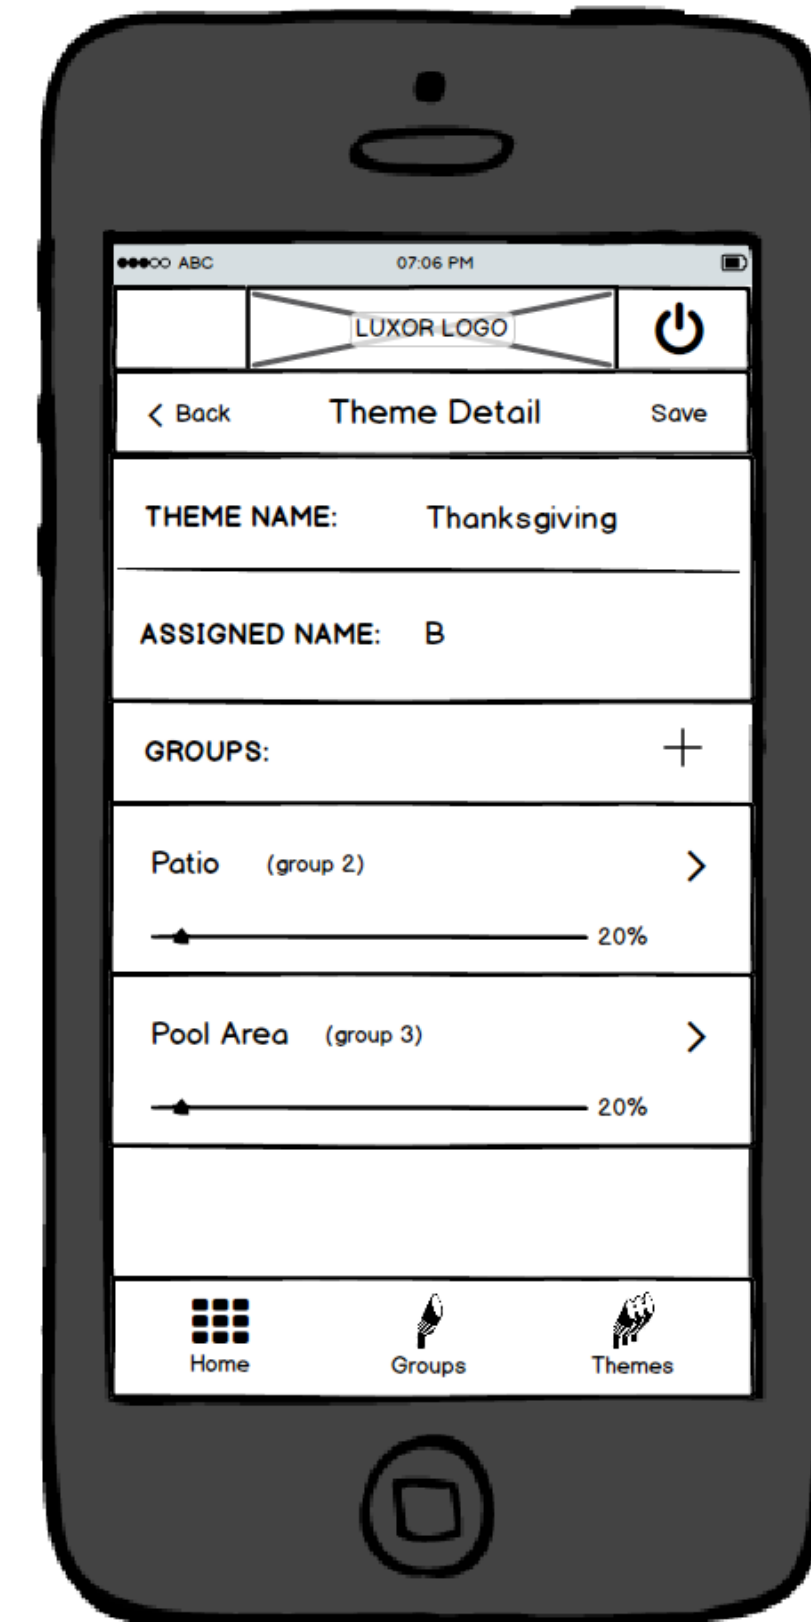 ABC 07:06 PM
LUXOR LOGO
Back Theme Detail Save
THEME NAME: Thanksgiving
ASSIGNED NAME: B
GROUPS:
Patio (group 2)
20%
Pool Area (group 3)
20%
Home Groups Themes